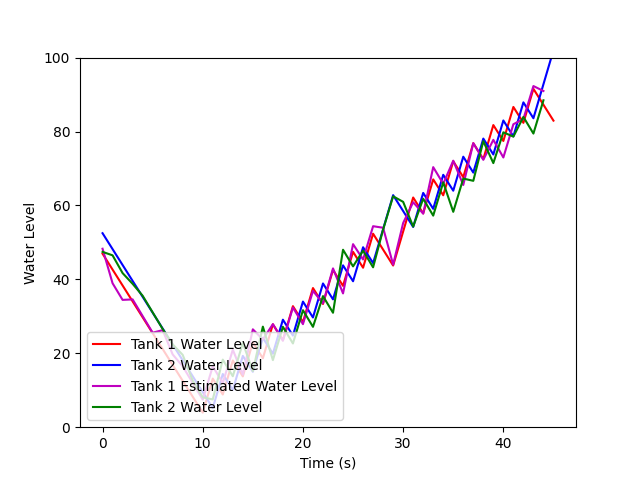 100
80
60
40
20
0
Water Level
Tank 1 Water Level
Tank 2 Water Level
Tank 1 Estimated Water Level
Tank 2 Water Level
0 10 20 30 40
Time (s)